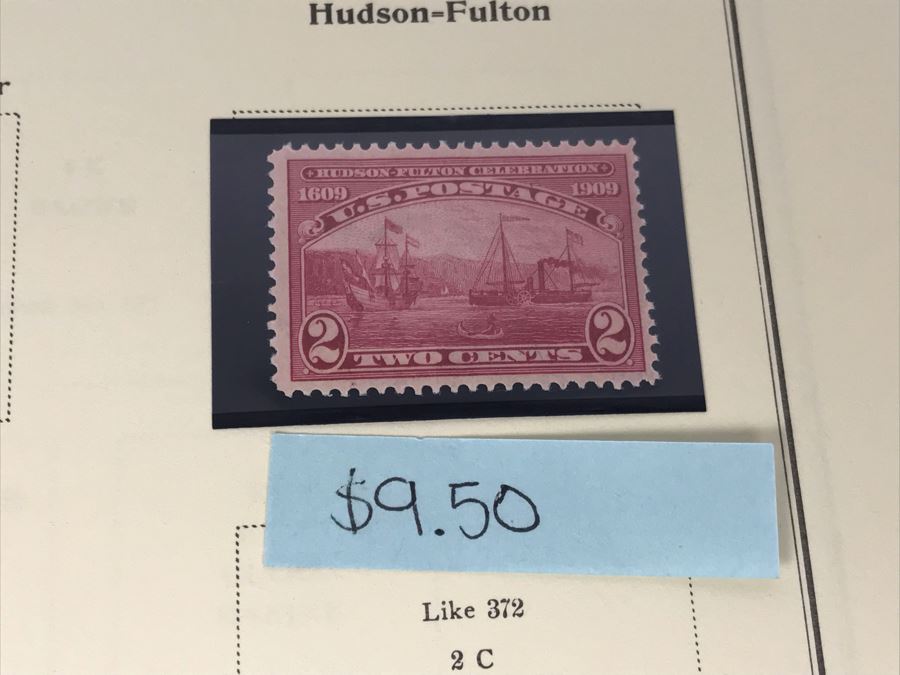 Hudson=Fulton
r
HUDSON-FULTON CELEBRATION
1609 1909
U.S. POSTAGE
2 2
TWO CENTS
$9.50
Like 372
2 C